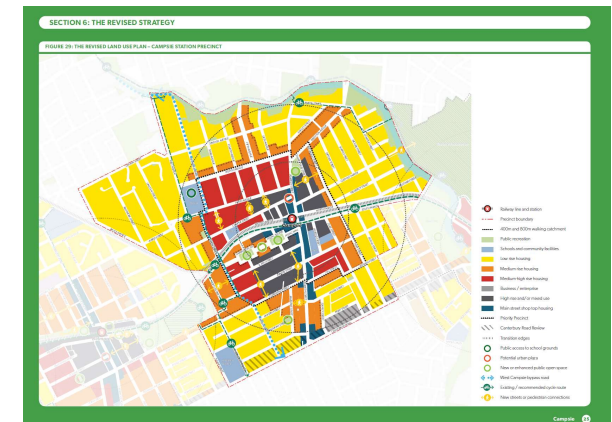 SECTION 6: THE REVISED STRATEGY
FIGURE 29: THE REVISED LAND USE PLAN – CAMPSIE STATION PRECINCT
Railway line and station
Precinct boundary
400m and 800m walking catchment
Public recreation
Schools and community facilities
Low rise housing
Medium-rise housing
Medium-high rise housing
Business / enterprise
High rise and/or mixed use
Main street shop top housing
Priority Precinct
Canterbury Road Review
Transition edges
Public access to school grounds
Potential urban plaza
New or enhanced public open space
West Campsie bypass road
Existing / recommended cycle route
New streets or pedestrian connections
Campsie